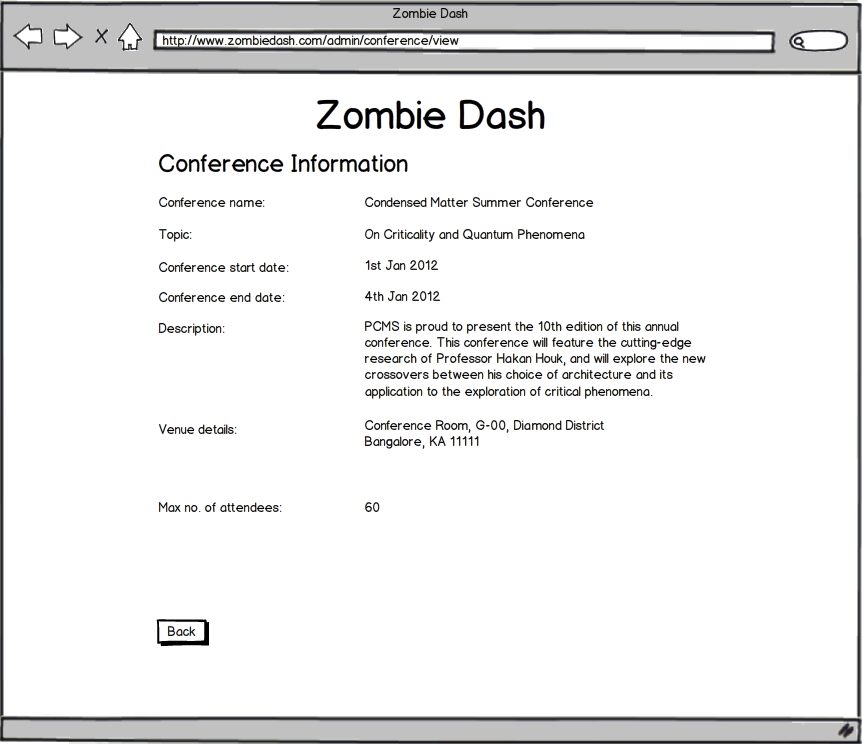 Zombie Dash
http://www.zombiedash.com/admin/conference/view
Zombie Dash
Conference Information
Conference name: Condensed Matter Summer Conference
Topic: On Criticality and Quantum Phenomena
Conference start date: 1st Jan 2012
Conference end date: 4th Jan 2012
Description: PCMS is proud to present the 10th edition of this annual
conference. This conference will feature the cutting-edge
research of Professor Hakan Houk, and will explore the new
crossovers between his choice of architecture and its
application to the exploration of critical phenomena.
Venue details: Conference Room, G-00, Diamond District
Bangalore, KA 11111
Max no. of attendees: 60
Back